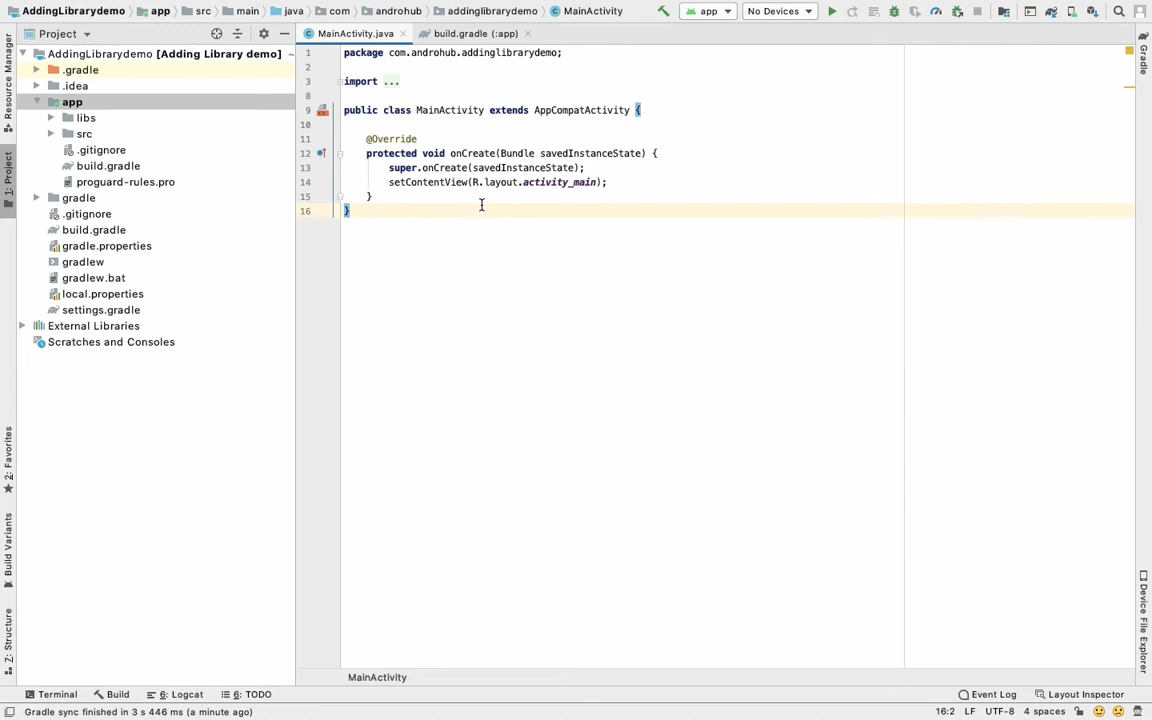 AddingLibrarydemo app src main java com androhub addinglibrarydemo MainActivity app No Devices
Project
MainActivity.java build.gradle (:app)
AddingLibrarydemo [Adding Library demo] ~
.gradle
.idea
app
libs
src
.gitignore
build.gradle
proguard-rules.pro
gradle
.gitignore
build.gradle
gradle.properties
gradlew
gradlew.bat
local.properties
settings.gradle
External Libraries
Scratches and Consoles
Resource Manager
1: Project
2: Favorites
Build Variants
7: Structure
1 package com.androhub.addinglibrarydemo;
2
3 import ...
8
9 public class MainActivity extends AppCompatActivity {
10
11 @Override
12 protected void onCreate(Bundle savedInstanceState) {
13 super.onCreate(savedInstanceState);
14 setContentView(R.layout.activity_main);
15 }
16 }
Gradle
Device File Explorer
MainActivity
Terminal Build 6: Logcat 6: TODO Event Log Layout Inspector
Gradle sync finished in 3 s 446 ms (a minute ago) 16:2 LF UTF-8 4 spaces